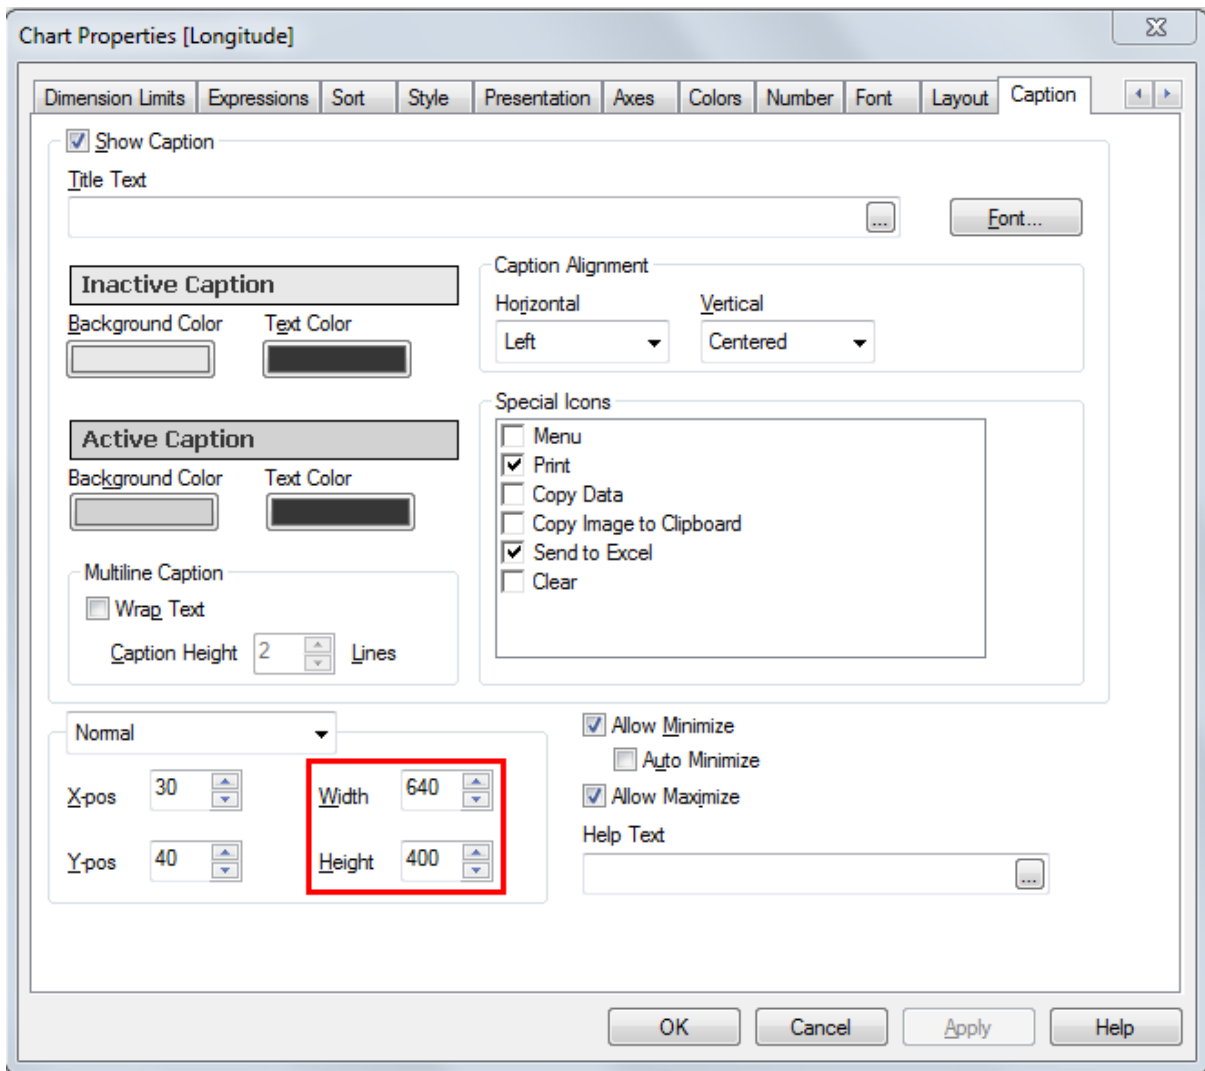 Chart Properties [Longitude]
Dimension Limits Expressions Sort Style Presentation Axes Colors Number Font Layout Caption
Show Caption
Title Text
... Font...
Inactive Caption
Background Color Text Color
Caption Alignment
Horizontal Vertical
Left Centered
Active Caption
Background Color Text Color
Special Icons
Menu
Print
Copy Data
Copy Image to Clipboard
Send to Excel
Clear
Multiline Caption
Wrap Text
Caption Height 2 Lines
Normal
X-pos 30 Width 640
Y-pos 40 Height 400
Allow Minimize
Auto Minimize
Allow Maximize
Help Text
...
OK Cancel Apply Help